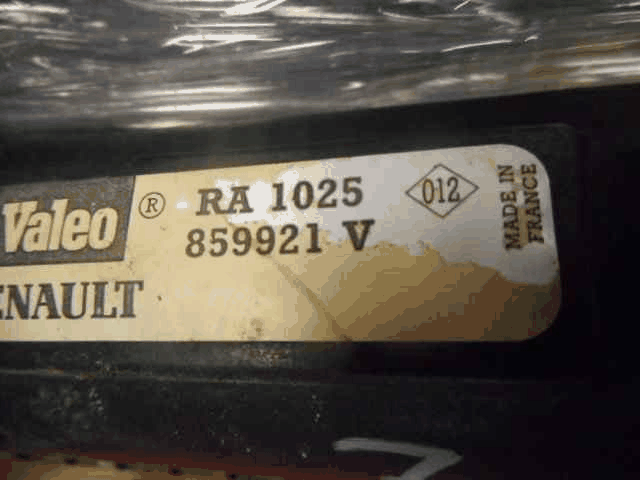 Valeo ® RA 1025
859921 V
ENAULT
012
MADE IN
FRANCE